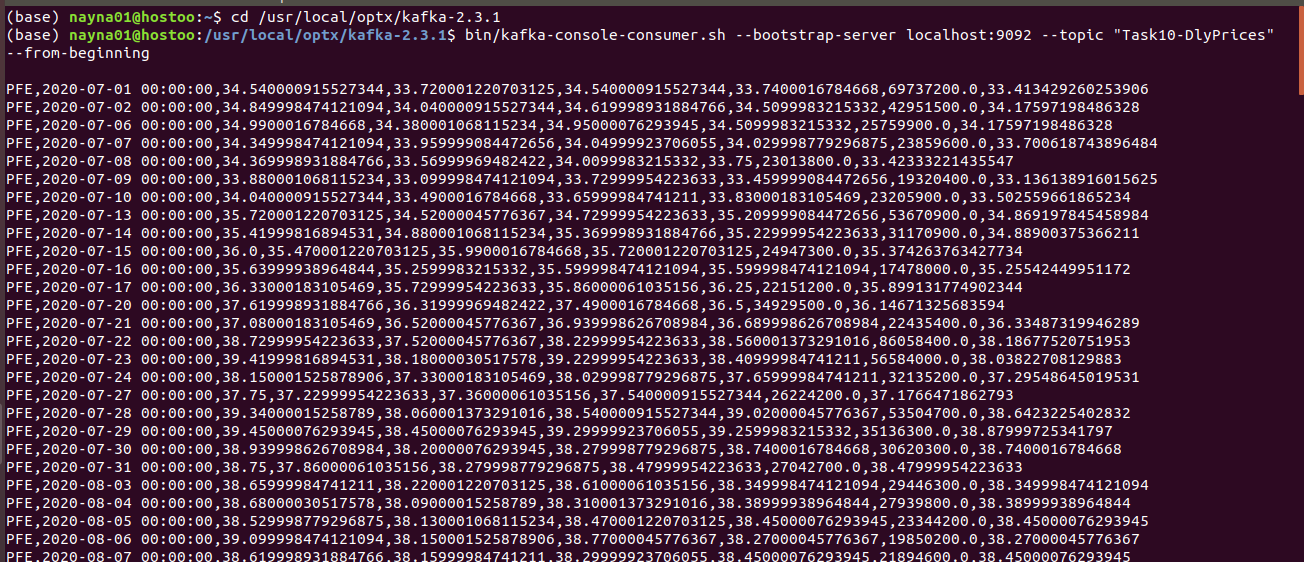 (base) nayna01@hostoo:~$ cd /usr/local/optx/kafka-2.3.1
(base) nayna01@hostoo:/usr/local/optx/kafka-2.3.1$ bin/kafka-console-consumer.sh --bootstrap-server localhost:9092 --topic "Task10-DlyPrices"
--from-beginning
PFE,2020-07-01 00:00:00,34.540000915527344,33.720001220703125,34.540000915527344,33.7400016784668,69737200.0,33.413429260253906
PFE,2020-07-02 00:00:00,34.849998474121094,34.040000915527344,34.619998931884766,34.5099983215332,42951500.0,34.17597198486328
PFE,2020-07-06 00:00:00,34.9900016784668,34.380001068115234,34.95000076293945,34.5099983215332,25759900.0,34.17597198486328
PFE,2020-07-07 00:00:00,34.349998474121094,33.959999084472656,34.04999923706055,34.029998779296875,23859600.0,33.700618743896484
PFE,2020-07-08 00:00:00,34.369998931884766,33.56999969482422,34.0099983215332,33.75,23013800.0,33.42333221435547
PFE,2020-07-09 00:00:00,33.880001068115234,33.099998474121094,33.72999954223633,33.459999084472656,19320400.0,33.136138916015625
PFE,2020-07-10 00:00:00,34.040000915527344,33.4900016784668,33.65999984741211,33.83000183105469,23205900.0,33.502559661865234
PFE,2020-07-13 00:00:00,35.720001220703125,34.52000045776367,34.72999954223633,35.209999084472656,53670900.0,34.869197845458984
PFE,2020-07-14 00:00:00,35.41999816894531,34.880001068115234,35.369998931884766,35.22999954223633,31170900.0,34.88900375366211
PFE,2020-07-15 00:00:00,36.0,35.470001220703125,35.9900016784668,35.720001220703125,24947300.0,35.374263763427734
PFE,2020-07-16 00:00:00,35.63999938964844,35.2599983215332,35.599998474121094,35.599998474121094,17478000.0,35.25542449951172
PFE,2020-07-17 00:00:00,36.33000183105469,35.72999954223633,35.86000061035156,36.25,22151200.0,35.899131774902344
PFE,2020-07-20 00:00:00,37.619998931884766,36.31999969482422,37.4900016784668,36.5,34929500.0,36.14671325683594
PFE,2020-07-21 00:00:00,37.08000183105469,36.52000045776367,36.939998626708984,36.689998626708984,22435400.0,36.33487319946289
PFE,2020-07-22 00:00:00,38.72999954223633,37.52000045776367,38.22999954223633,38.560001373291016,86058400.0,38.18677520751953
PFE,2020-07-23 00:00:00,39.41999816894531,38.18000030517578,39.22999954223633,38.40999984741211,56584000.0,38.03822708129883
PFE,2020-07-24 00:00:00,38.150001525878906,37.33000183105469,38.029998779296875,37.65999984741211,32135200.0,37.29548645019531
PFE,2020-07-27 00:00:00,37.75,37.22999954223633,37.36000061035156,37.540000915527344,26224200.0,37.1766471862793
PFE,2020-07-28 00:00:00,39.34000015258789,38.060001373291016,38.540000915527344,39.02000045776367,53504700.0,38.6423225402832
PFE,2020-07-29 00:00:00,39.45000076293945,38.45000076293945,39.29999923706055,39.2599983215332,35136300.0,38.87999725341797
PFE,2020-07-30 00:00:00,38.939998626708984,38.20000076293945,38.279998779296875,38.7400016784668,30620300.0,38.7400016784668
PFE,2020-07-31 00:00:00,38.75,37.86000061035156,38.279998779296875,38.47999954223633,27042700.0,38.47999954223633
PFE,2020-08-03 00:00:00,38.65999984741211,38.220001220703125,38.61000061035156,38.349998474121094,29446300.0,38.349998474121094
PFE,2020-08-04 00:00:00,38.68000030517578,38.09000015258789,38.310001373291016,38.38999938964844,27939800.0,38.38999938964844
PFE,2020-08-05 00:00:00,38.529998779296875,38.130001068115234,38.470001220703125,38.45000076293945,23344200.0,38.45000076293945
PFE,2020-08-06 00:00:00,39.099998474121094,38.150001525878906,38.77000045776367,38.27000045776367,19850200.0,38.27000045776367
PFE,2020-08-07 00:00:00,38.619998931884766,38.15999984741211,38.29999923706055,38.45000076293945,21894600.0,38.45000076293945